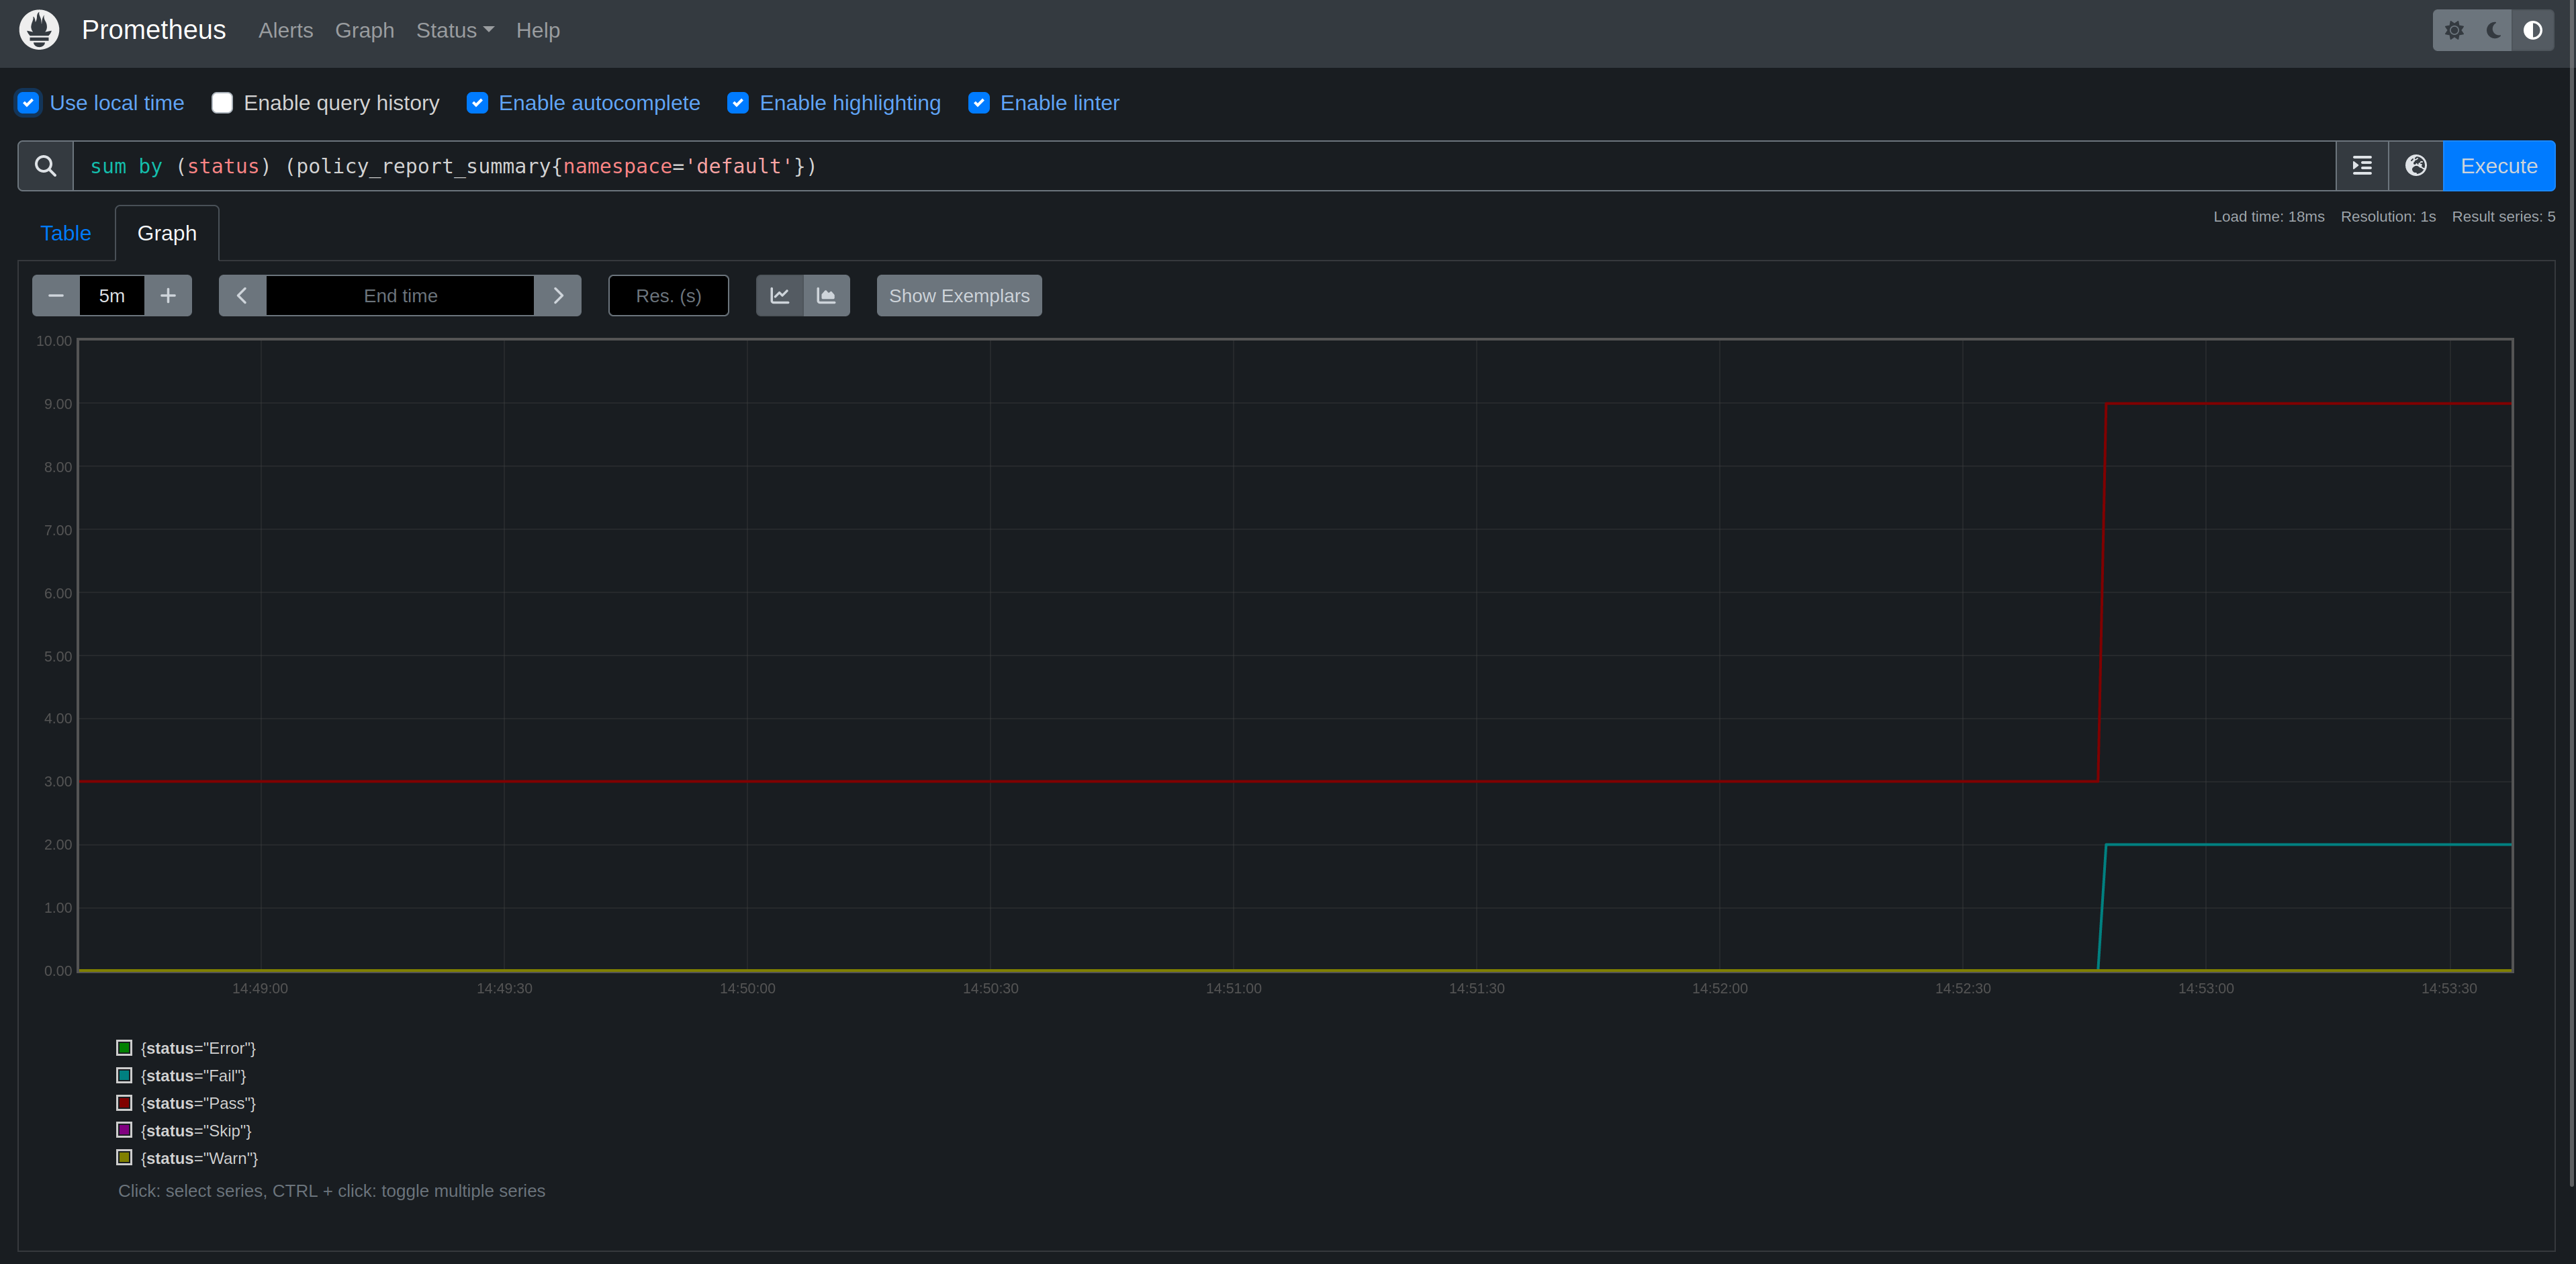 Prometheus Alerts Graph Status Help
Use local time Enable query history Enable autocomplete Enable highlighting Enable linter
sum by (status) (policy_report_summary{namespace='default'}) Execute
Load time: 18ms Resolution: 1s Result series: 5
Table Graph
5m End time Res. (s) Show Exemplars
10.00
9.00
8.00
7.00
6.00
5.00
4.00
3.00
2.00
1.00
0.00
14:49:00 14:49:30 14:50:00 14:50:30 14:51:00 14:51:30 14:52:00 14:52:30 14:53:00 14:53:30
{status="Error"}
{status="Fail"}
{status="Pass"}
{status="Skip"}
{status="Warn"}
Click: select series, CTRL + click: toggle multiple series